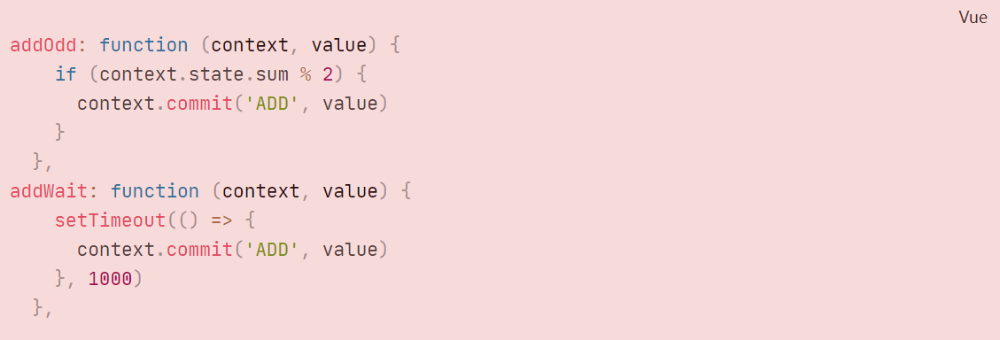 Vue
addOdd: function (context, value) {
    if (context.state.sum % 2) {
      context.commit('ADD', value)
    }
  },
addWait: function (context, value) {
    setTimeout(() => {
      context.commit('ADD', value)
    }, 1000)
  },